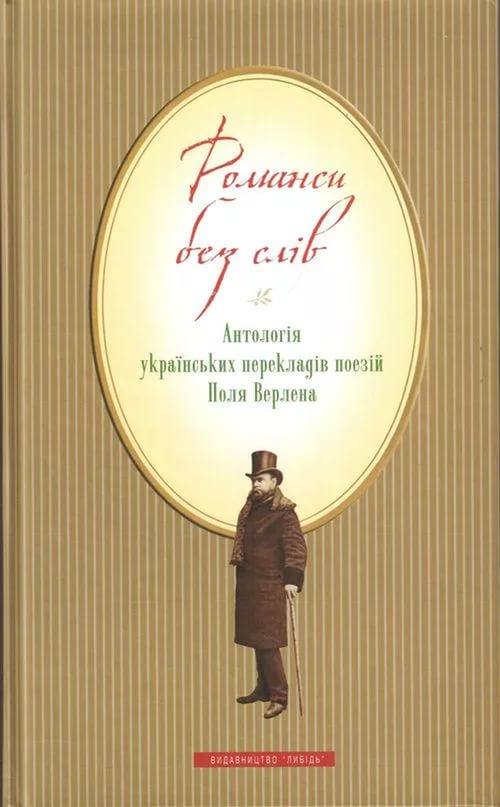 Романси
без слів
Антологія
українських перекладів поезій
Поля Верлена
ВИДАВНИЦТВО "ЛИБІДЬ"